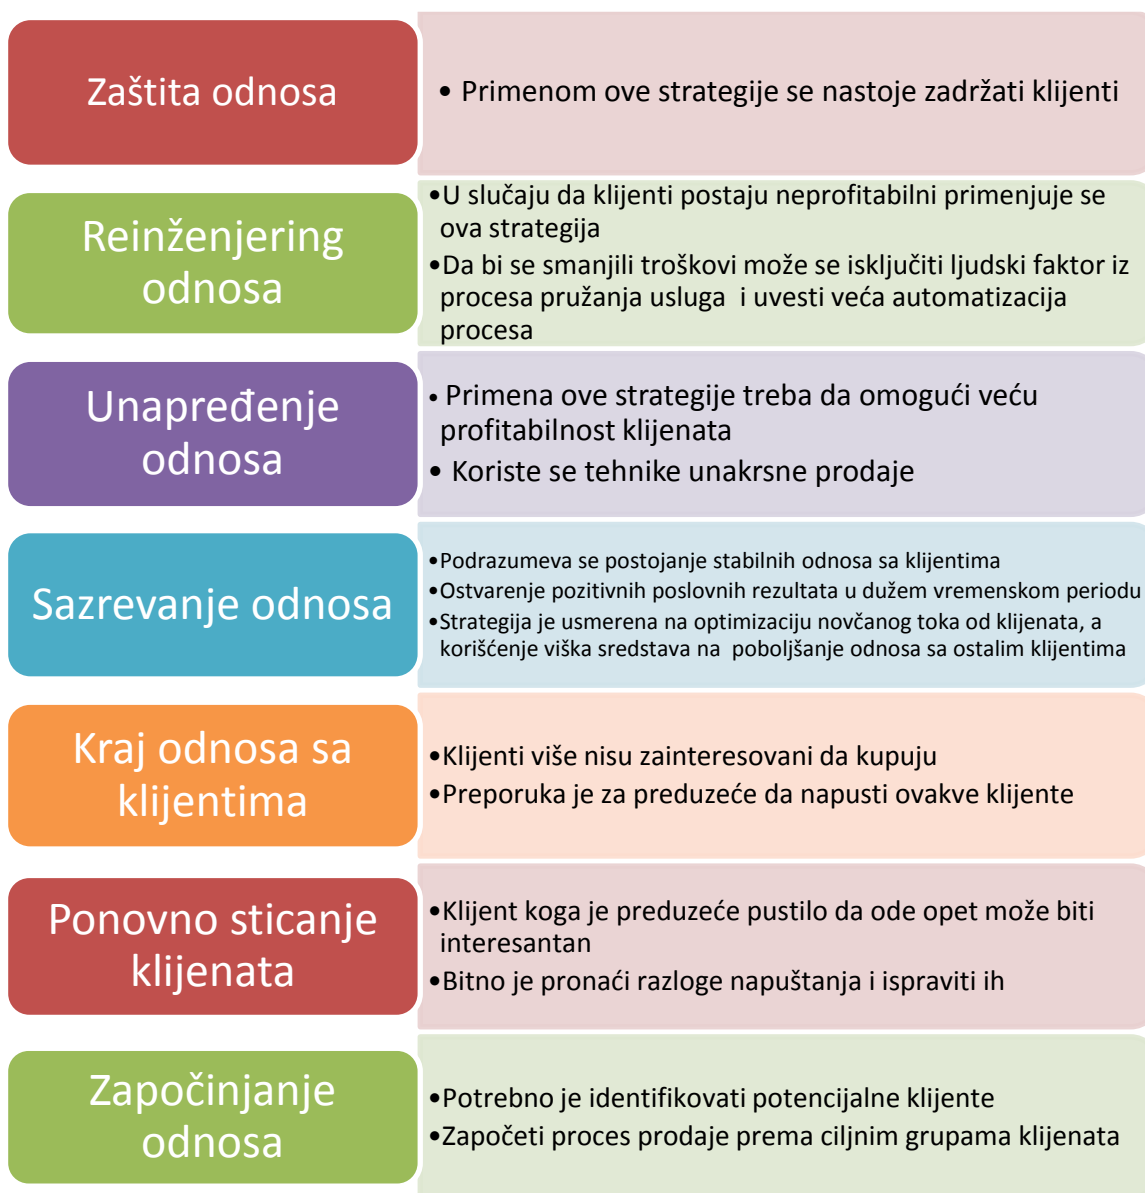 Zaštita odnosa
• Primenom ove strategije se nastoje zadržati klijenti
Reinženjering
odnosa
•U slučaju da klijenti postaju neprofitabilni primenjuje se
ova strategija
•Da bi se smanjili troškovi može se isključiti ljudski faktor iz
procesa pružanja usluga i uvesti veća automatizacija
procesa
Unapređenje
odnosa
• Primena ove strategije treba da omogući veću
profitabilnost klijenata
• Koriste se tehnike unakrsne prodaje
Sazrevanje odnosa
•Podrazumeva se postojanje stabilnih odnosa sa klijentima
•Ostvarenje pozitivnih poslovnih rezultata u dužem vremenskom periodu
•Strategija je usmerena na optimizaciju novčanog toka od klijenata, a
korišćenje viška sredstava na poboljšanje odnosa sa ostalim klijentima
Kraj odnosa sa
klijentima
•Klijenti više nisu zainteresovani da kupuju
•Preporuka je za preduzeće da napusti ovakve klijente
Ponovno sticanje
klijenata
•Klijent koga je preduzeće pustilo da ode opet može biti
interesantan
•Bitno je pronaći razloge napuštanja i ispraviti ih
Započinjanje
odnosa
•Potrebno je identifikovati potencijalne klijente
•Započeti proces prodaje prema ciljnim grupama klijenata